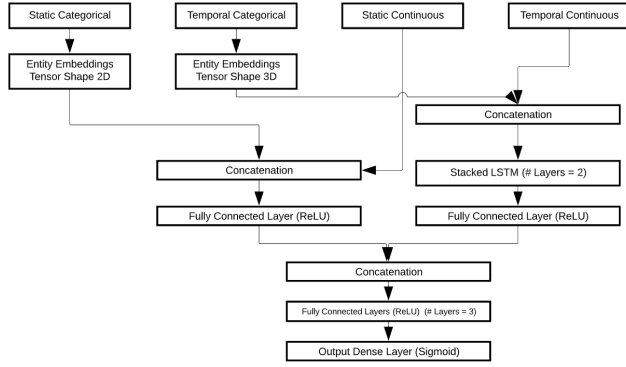 Static Categorical
Temporal Categorical
Static Continuous
Temporal Continuous
Entity Embeddings
Tensor Shape 2D
Entity Embeddings
Tensor Shape 3D
Concatenation
Concatenation
Stacked LSTM (# Layers = 2)
Fully Connected Layer (ReLU)
Fully Connected Layer (ReLU)
Concatenation
Fully Connected Layers (ReLU) (# Layers = 3)
Output Dense Layer (Sigmoid)